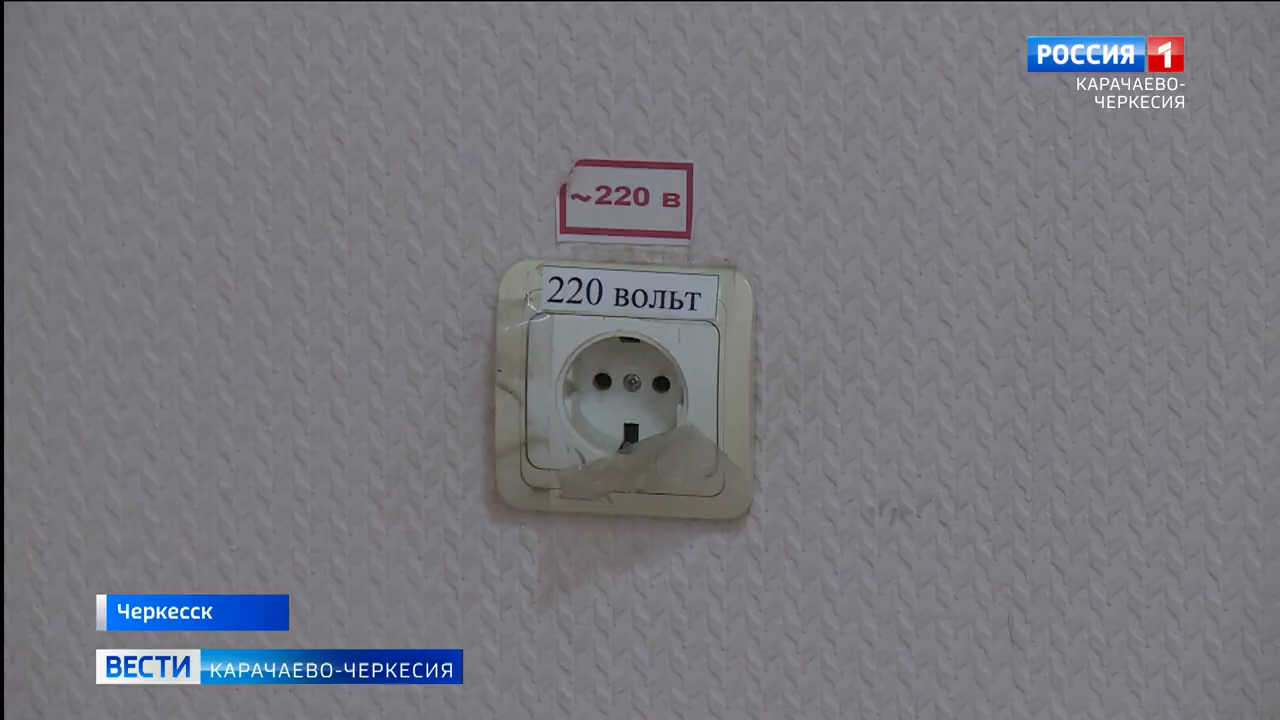 РОССИЯ 1
КАРАЧАЕВО-
ЧЕРКЕСИЯ
~220 в
220 вольт
Черкесск
ВЕСТИ КАРАЧАЕВО-ЧЕРКЕСИЯ